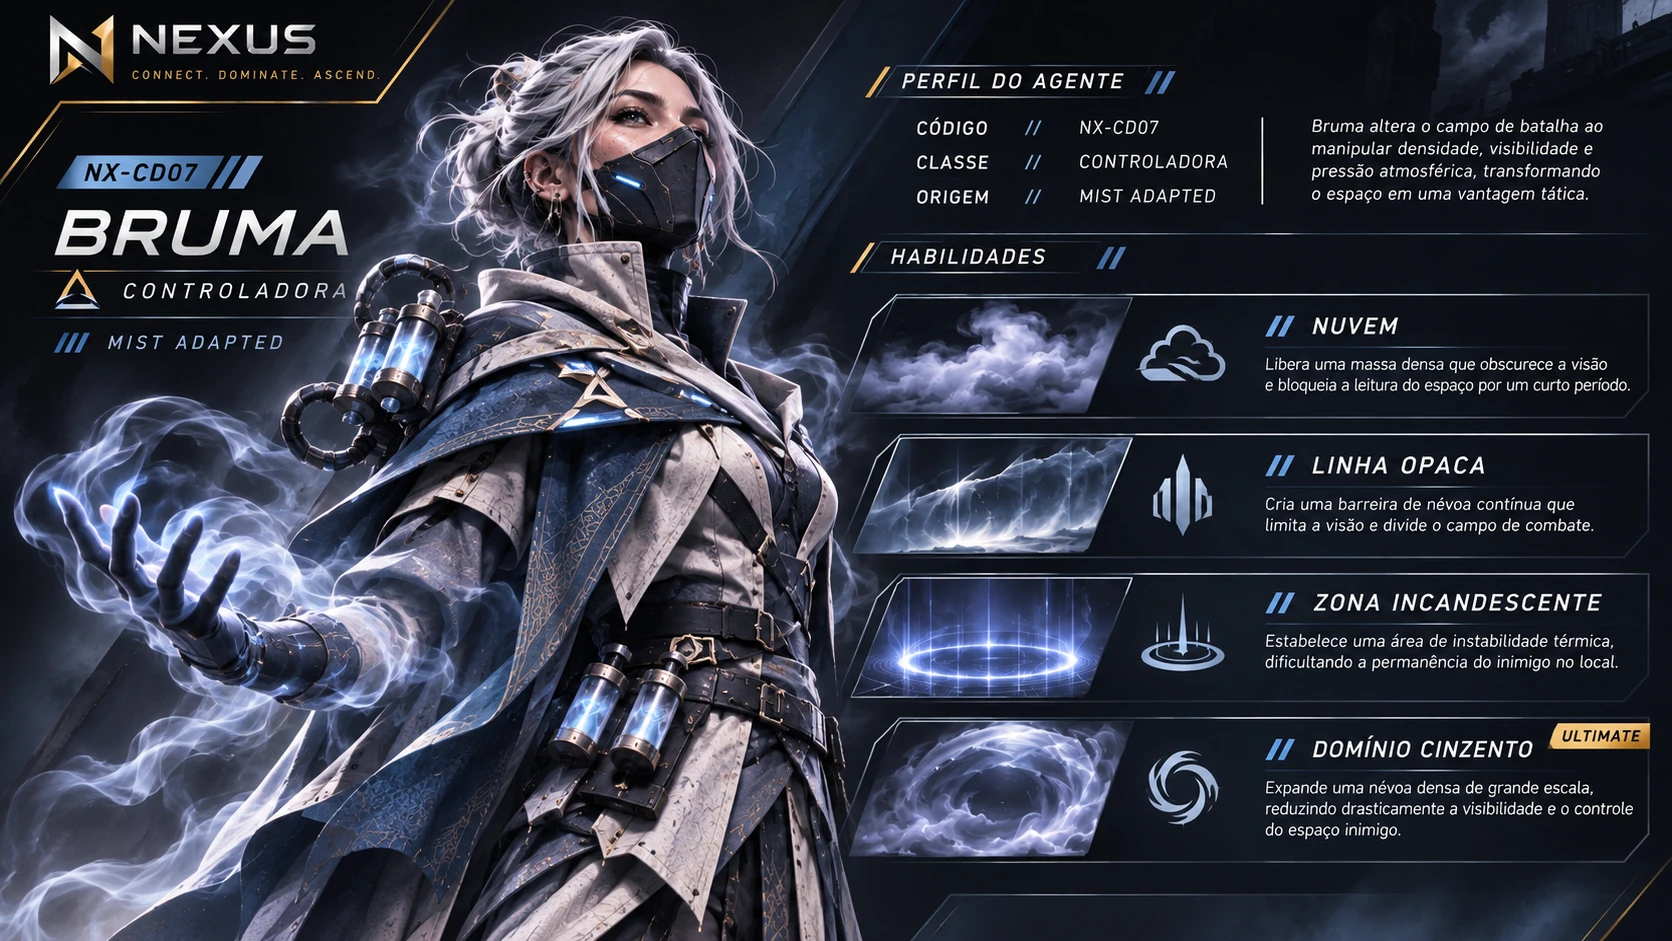 NEXUS
CONNECT. DOMINATE. ASCEND.
NX-CD07
BRUMA
CONTROLADORA
MIST ADAPTED
PERFIL DO AGENTE
CÓDIGO // NX-CD07
CLASSE // CONTROLADORA
ORIGEM // MIST ADAPTED
Bruma altera o campo de batalha ao
manipular densidade, visibilidade e
pressão atmosférica, transformando
o espaço em uma vantagem tática.
HABILIDADES
NUVEM
Libera uma massa densa que obscurece a visão
e bloqueia a leitura do espaço por um curto período.
LINHA OPACA
Cria uma barreira de névoa contínua que
limita a visão e divide o campo de combate.
ZONA INCANDESCENTE
Estabelece uma área de instabilidade térmica,
dificultando a permanência do inimigo no local.
ULTIMATE
DOMÍNIO CINZENTO
Expande uma névoa densa de grande escala,
reduzindo drasticamente a visibilidade e o controle
do espaço inimigo.